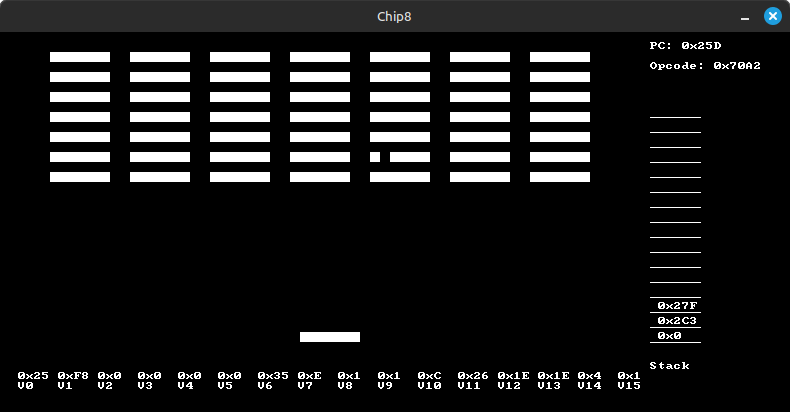 Chip8
PC: 0x25D
Opcode: 0x70A2
0x27F
0x2C3
0x0
Stack
0x25 0xF8 0x0 0x0 0x0 0x0 0x35 0xE 0x1 0x1 0xC 0x26 0x1E 0x1E 0x4 0x1
V0 V1 V2 V3 V4 V5 V6 V7 V8 V9 V10 V11 V12 V13 V14 V15